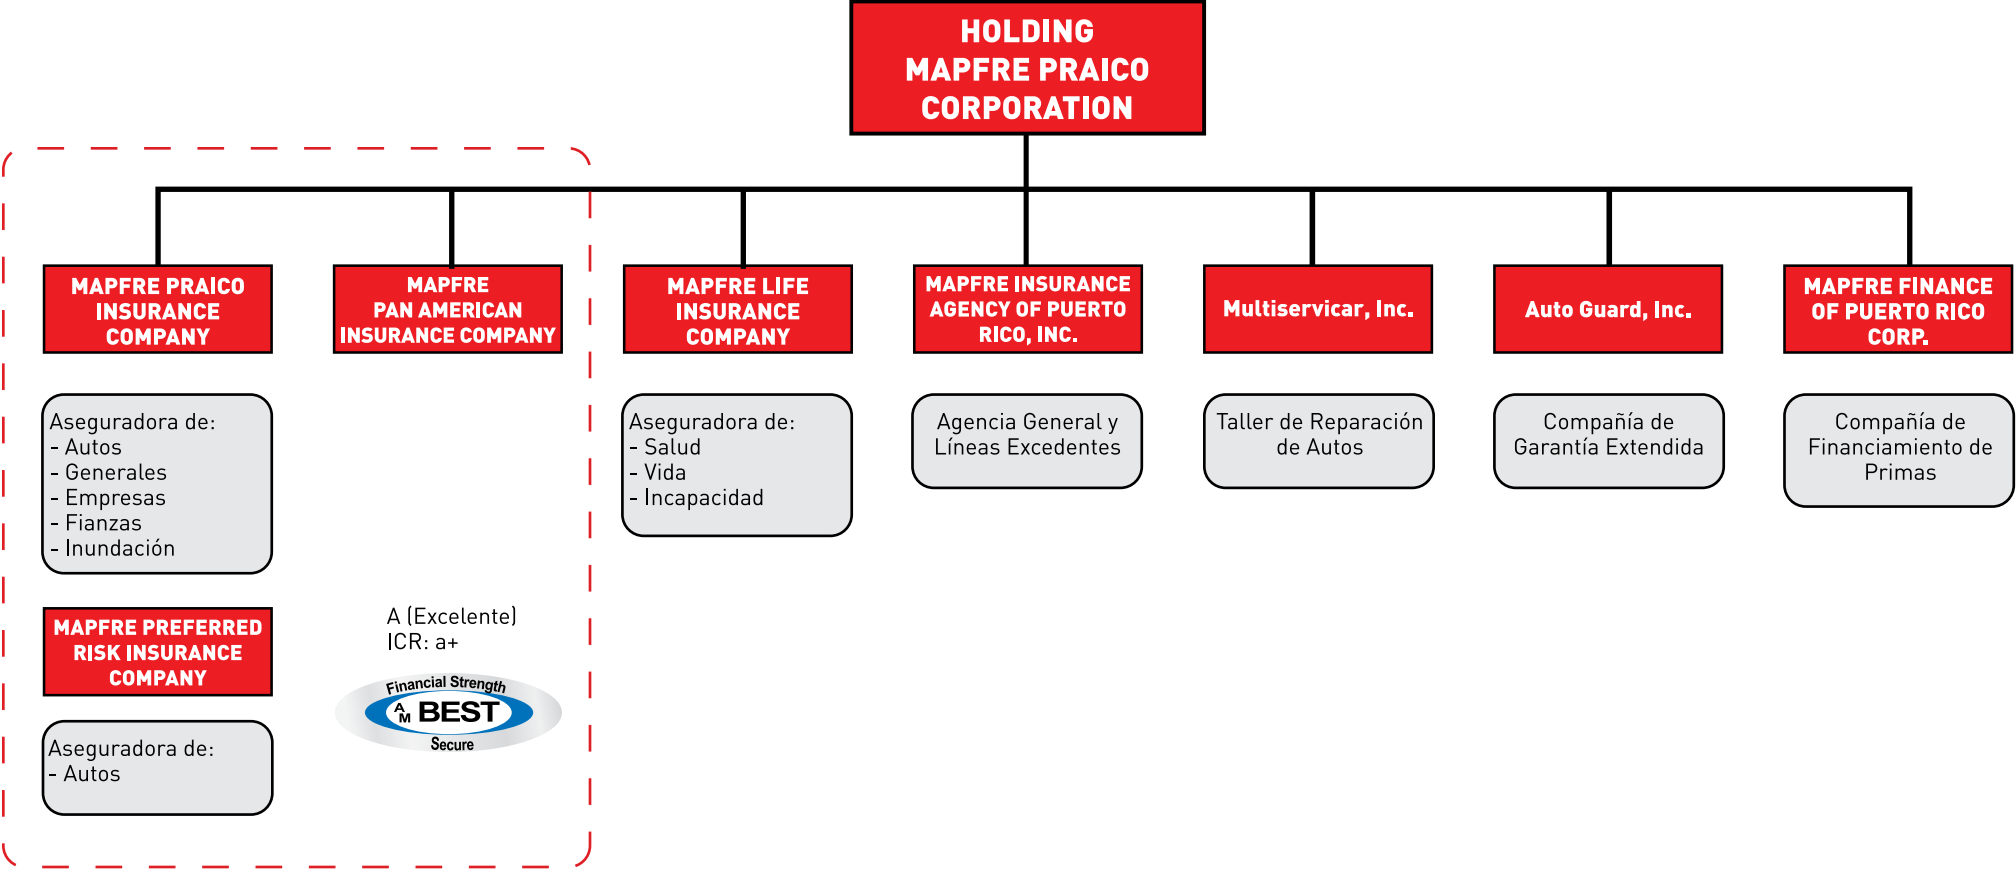 HOLDING
MAPFRE PRAICO
CORPORATION
MAPFRE PRAICO
INSURANCE
COMPANY
MAPFRE
PAN AMERICAN
INSURANCE COMPANY
MAPFRE LIFE
INSURANCE
COMPANY
MAPFRE INSURANCE
AGENCY OF PUERTO
RICO, INC.
Multiservicar, Inc.
Auto Guard, Inc.
MAPFRE FINANCE
OF PUERTO RICO
CORP.
Aseguradora de:
- Autos
- Generales
- Empresas
- Fianzas
- Inundación
Aseguradora de:
- Salud
- Vida
- Incapacidad
Agencia General y
Líneas Excedentes
Taller de Reparación
de Autos
Compañía de
Garantía Extendida
Compañía de
Financiamiento de
Primas
MAPFRE PREFERRED
RISK INSURANCE
COMPANY
Aseguradora de:
- Autos
A (Excelente)
ICR: a+
Financial Strength
AM BEST
Secure